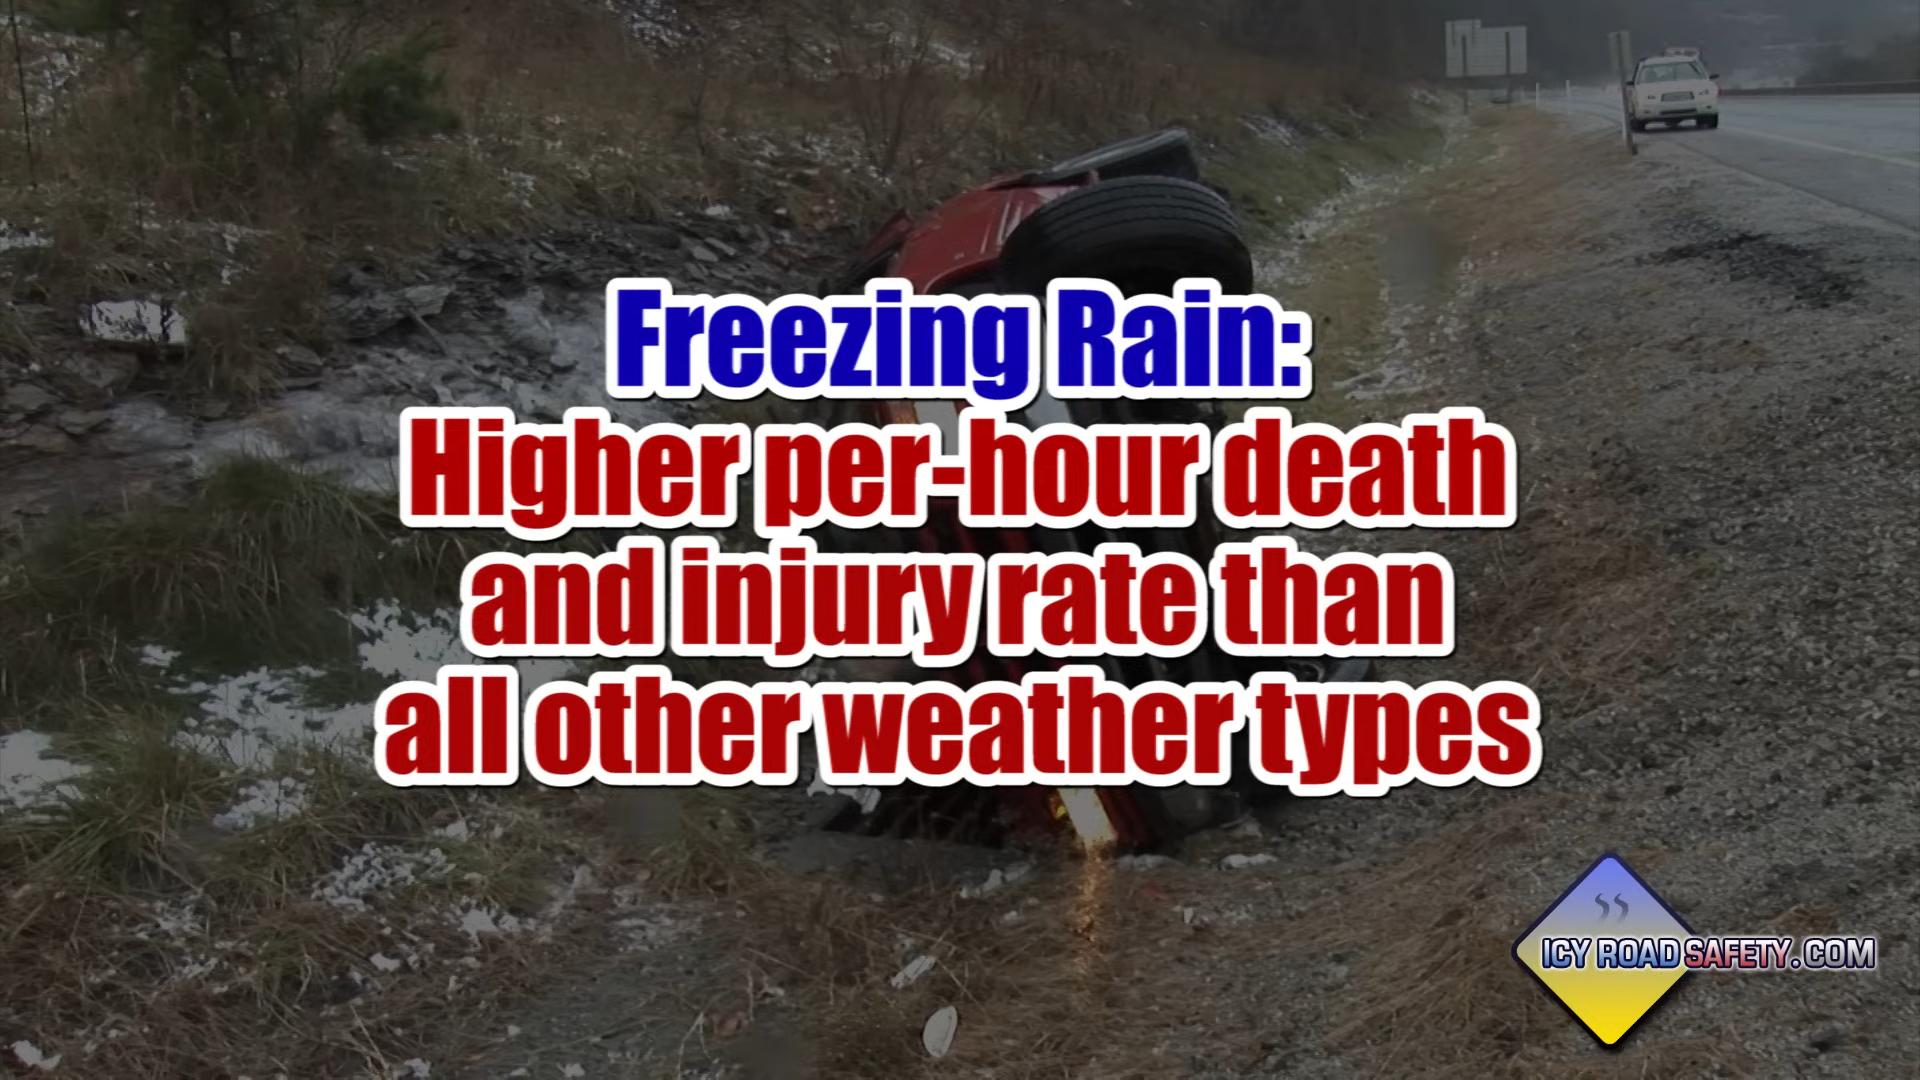 Freezing Rain:
Higher per-hour death
and injury rate than
all other weather types
ICY ROAD SAFETY.COM